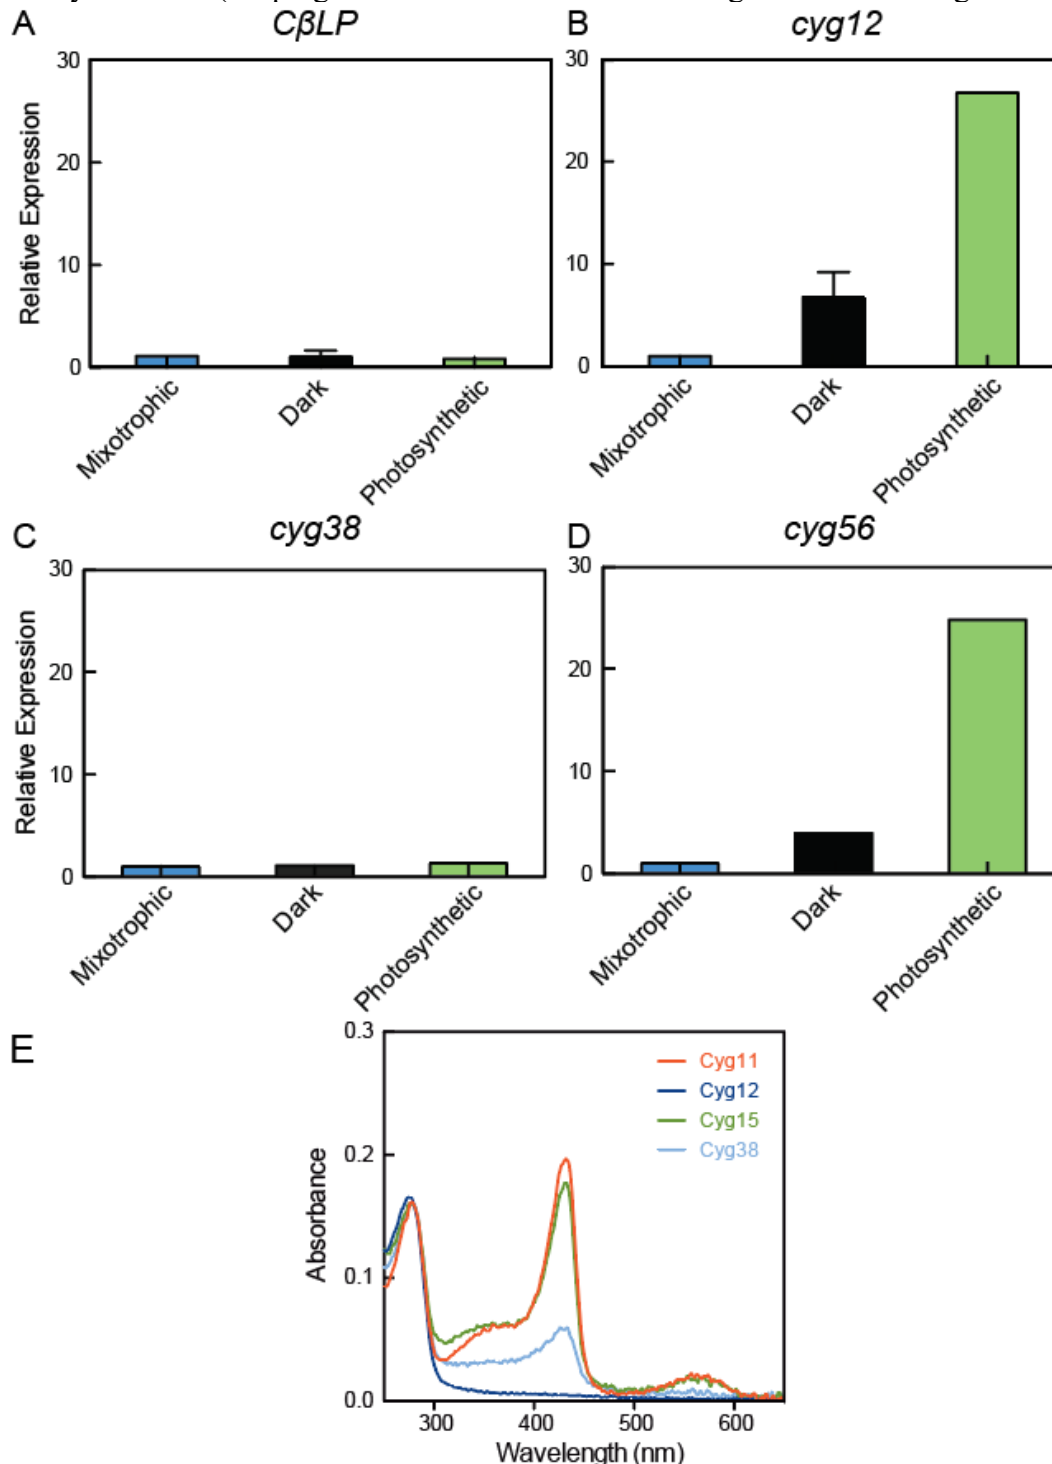 A CβLP
B cyg12
30
20
10
0
Relative Expression
Mixotrophic
Dark
Photosynthetic
30
20
10
0
Mixotrophic
Dark
Photosynthetic
C cyg38
D cyg56
30
20
10
0
Relative Expression
Mixotrophic
Dark
Photosynthetic
30
20
10
0
Mixotrophic
Dark
Photosynthetic
E
0.3
0.2
0.1
0.0
Absorbance
Cyg11
Cyg12
Cyg15
Cyg38
300 400 500 600
Wavelength (nm)